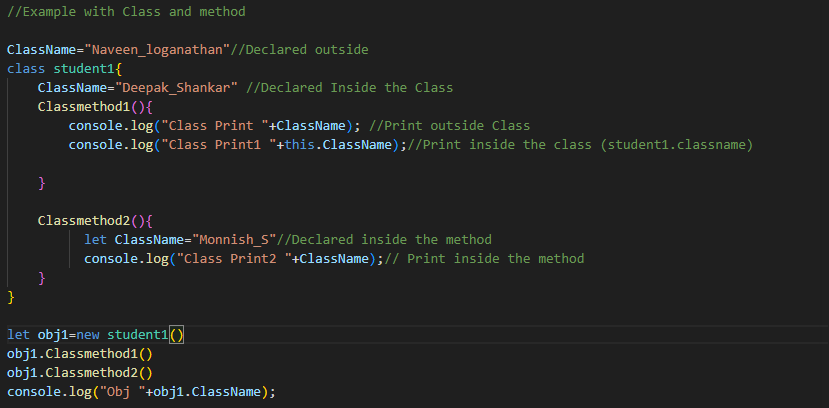 //Example with Class and method
ClassName="Naveen_loganathan"//Declared outside
class student1{
ClassName="Deepak_Shankar" //Declared Inside the Class
Classmethod1(){
console.log("Class Print "+ClassName); //Print outside Class
console.log("Class Print1 "+this.ClassName);//Print inside the class (student1.classname)
}
Classmethod2(){
let ClassName="Monnish_S"//Declared inside the method
console.log("Class Print2 "+ClassName);// Print inside the method
}
}
let obj1=new student1()
obj1.Classmethod1()
obj1.Classmethod2()
console.log("Obj "+obj1.ClassName);